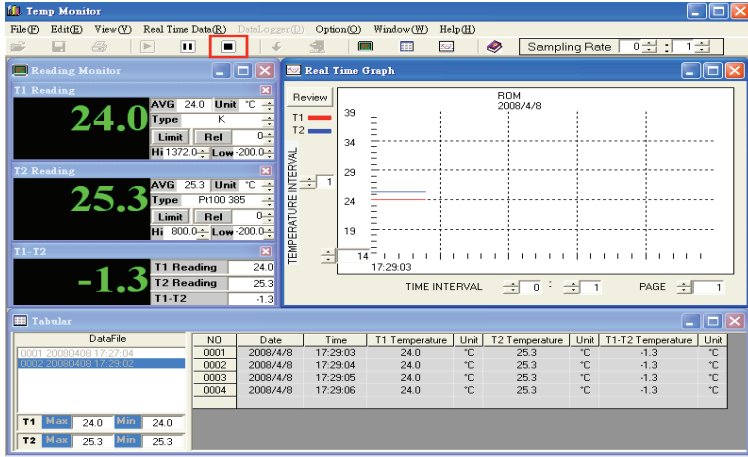 Temp Monitor
File(F) Edit(E) View(V) Real Time Data(R) DataLogger(D) Option(O) Window(W) Help(H)
Sampling Rate 0 : 1
Reading Monitor
T1 Reading
24.0
AVG 24.0 Unit °C
Type K
Limit Rel 0
Hi 1372.0 Low -200.0
T2 Reading
25.3
AVG 25.3 Unit °C
Type Pt100 385
Limit Rel 0
Hi 800.0 Low -200.0
T1-T2
-1.3
T1 Reading 24.0
T2 Reading 25.3
T1-T2 -1.3
Real Time Graph
Review
T1
T2
ROM
2008/4/8
39
34
29
24
19
14
TEMPERATURE INTERVAL
1
17:29:03
TIME INTERVAL 0 : 1 PAGE 1
Tabular
DataFile
0001 20080408 17:27:04
0002 20080408 17:29:02
T1 Max 24.0 Min 24.0
T2 Max 25.3 Min 25.3
NO Date Time T1 Temperature Unit T2 Temperature Unit T1-T2 Temperature Unit
0001 2008/4/8 17:29:03 24.0 °C 25.3 °C -1.3 °C
0002 2008/4/8 17:29:04 24.0 °C 25.3 °C -1.3 °C
0003 2008/4/8 17:29:05 24.0 °C 25.3 °C -1.3 °C
0004 2008/4/8 17:29:06 24.0 °C 25.3 °C -1.3 °C